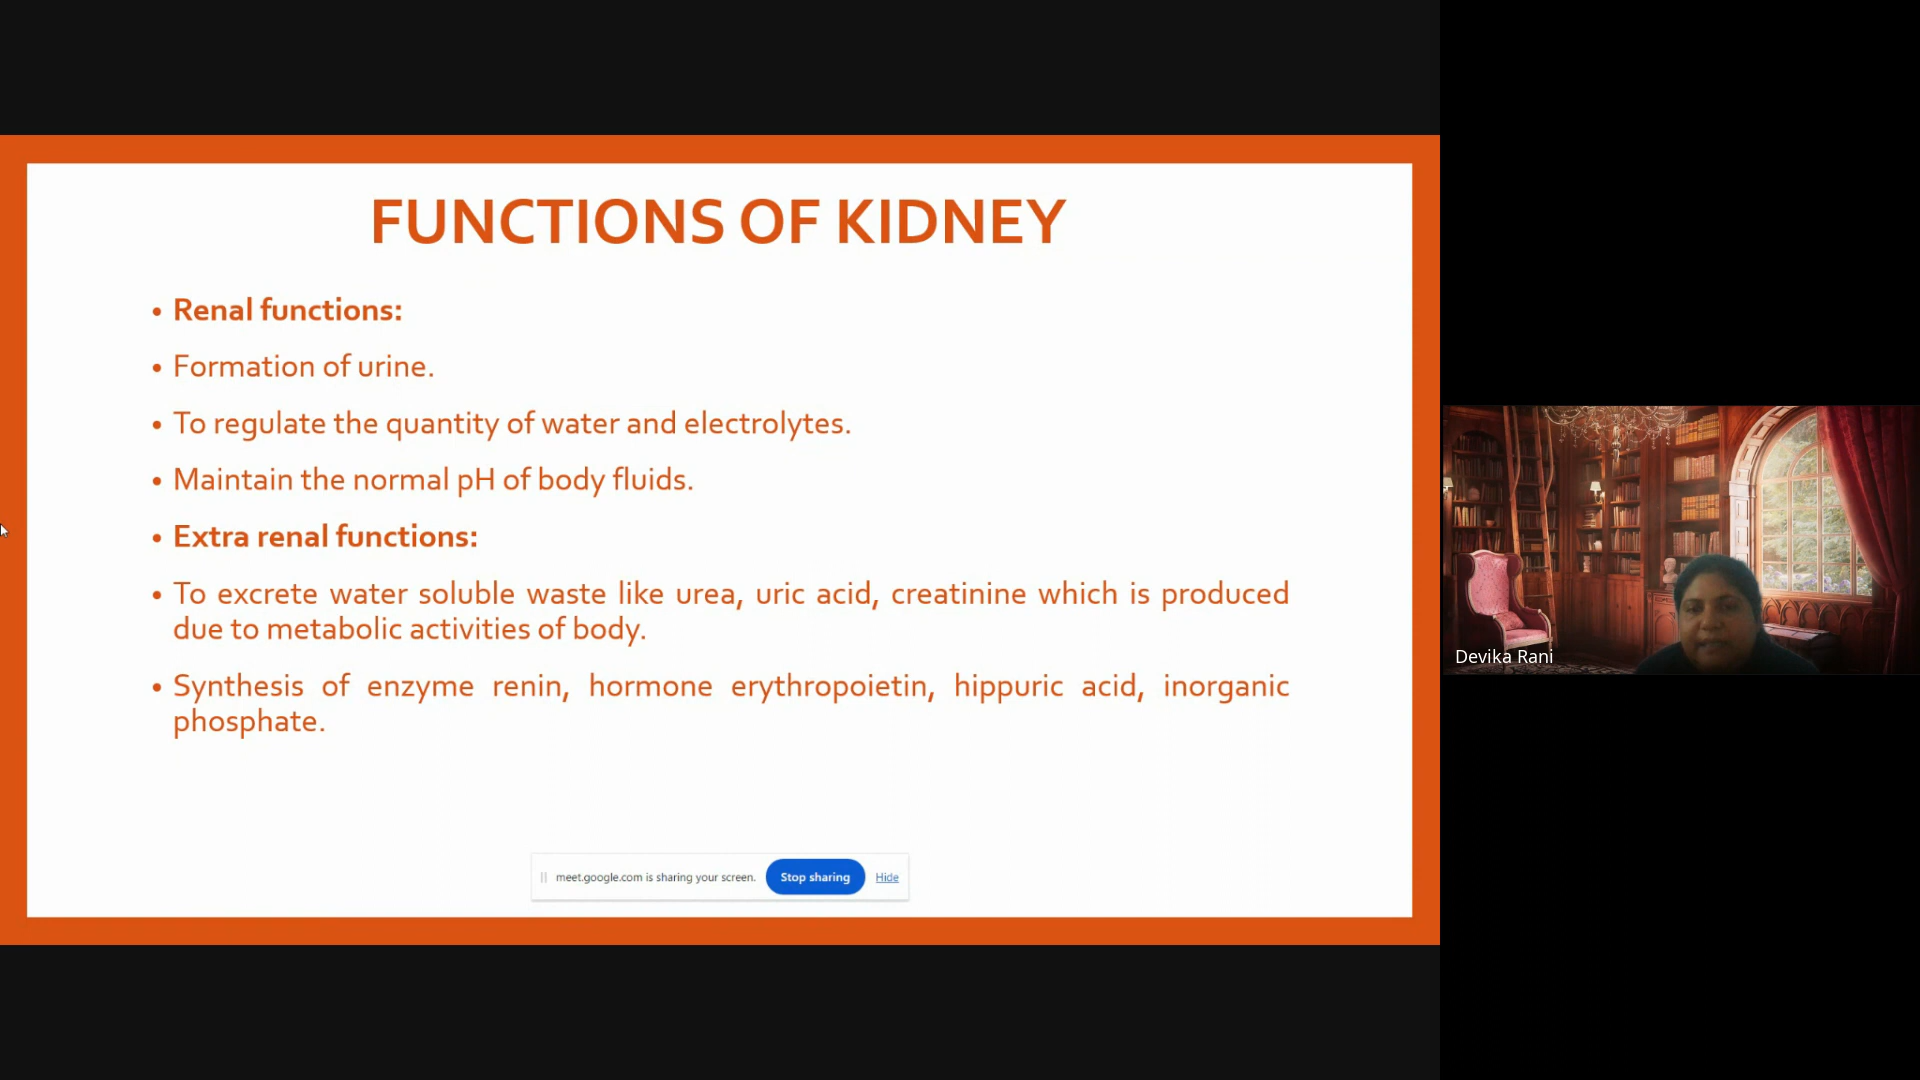 FUNCTIONS OF KIDNEY
• Renal functions:
• Formation of urine.
• To regulate the quantity of water and electrolytes.
• Maintain the normal pH of body fluids.
• Extra renal functions:
• To excrete water soluble waste like urea, uric acid, creatinine which is produced
due to metabolic activities of body.
• Synthesis of enzyme renin, hormone erythropoietin, hippuric acid, inorganic
phosphate.
meet.google.com is sharing your screen. Stop sharing Hide
Devika Rani